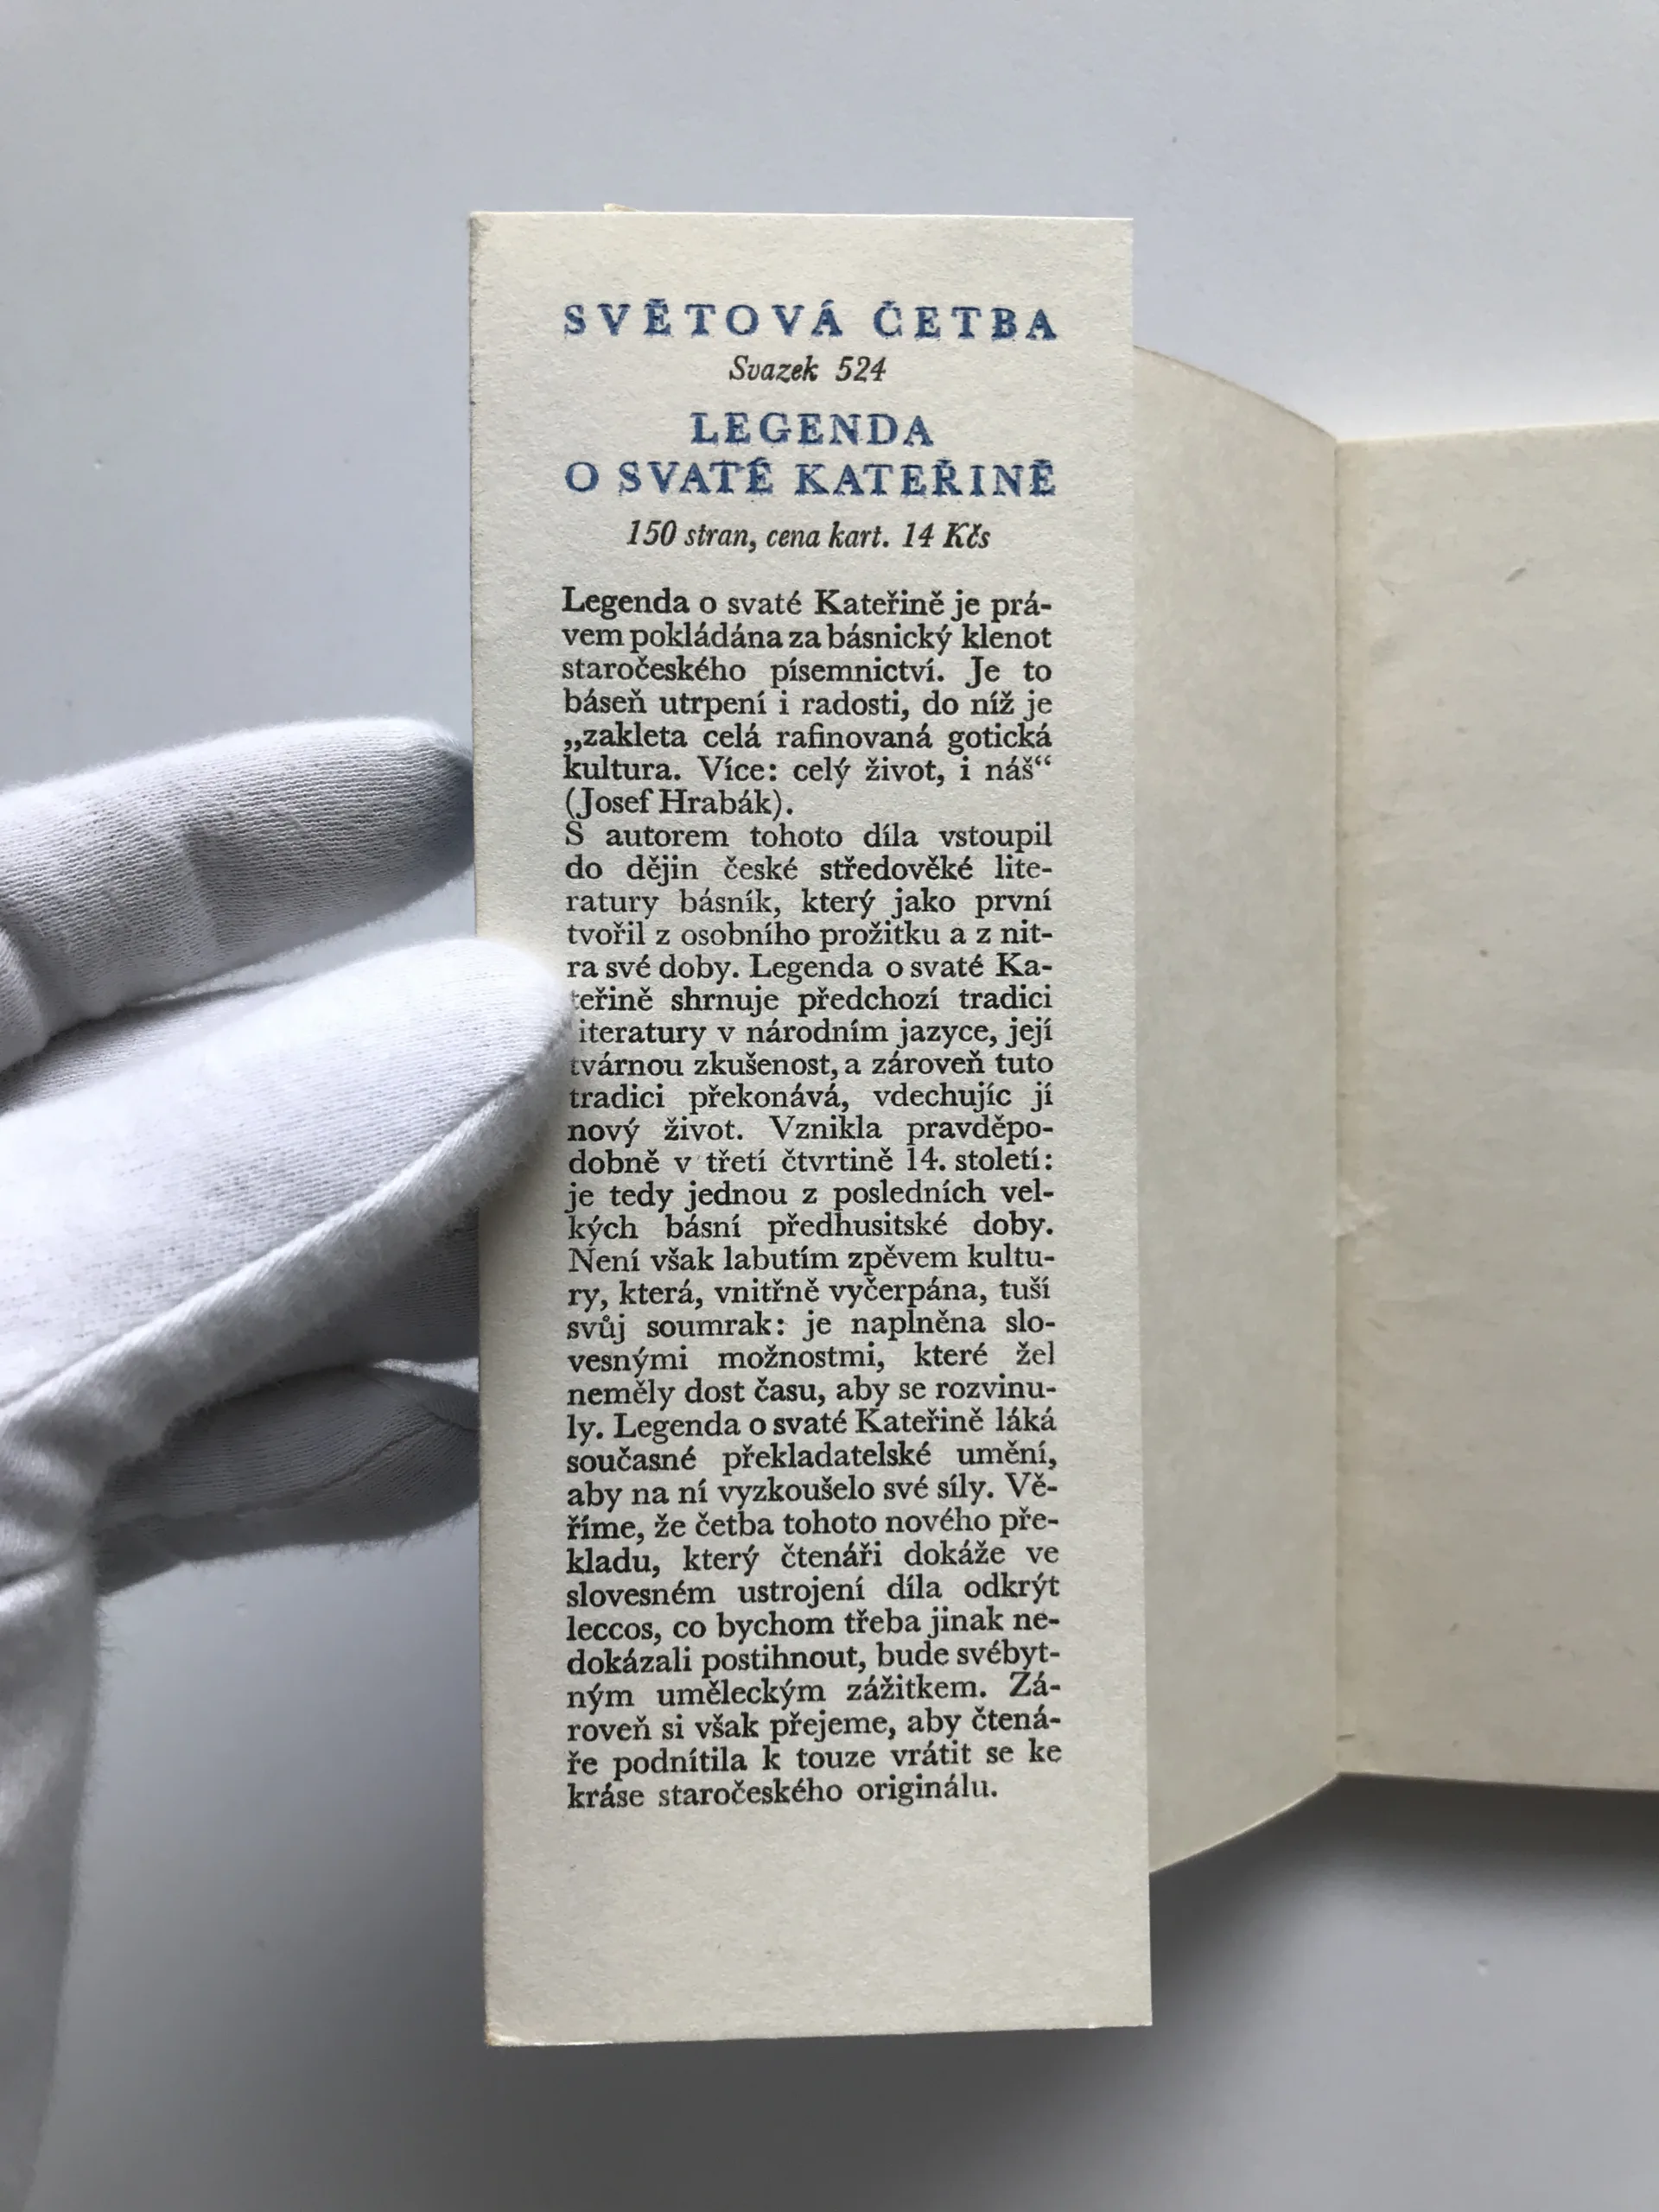 SVĚTOVÁ ČETBA
Svazek 524
LEGENDA
O SVATÉ KATEŘINĚ
150 stran, cena kart. 14 Kčs
Legenda o svaté Kateřině je prá-
vem pokládána za básnický klenot
staročeského písemnictví. Je to
báseň utrpení i radosti, do níž je
„zakleta celá rafinovaná gotická
kultura. Více: celý život, i náš“
(Josef Hrabák).
S autorem tohoto díla vstoupil
do dějin české středověké lite-
ratury básník, který jako první
tvořil z osobního prožitku a z nit-
ra své doby. Legenda o svaté Ka-
teřině shrnuje předchozí tradici
iteratury v národním jazyce, její
tvárnou zkušenost, a zároveň tuto
tradici překonává, vdechujíc jí
nový život. Vznikla pravděpo-
dobně v třetí čtvrtině 14. století:
je tedy jednou z posledních vel-
kých básní předhusitské doby.
Není však labutím zpěvem kultu-
ry, která, vnitřně vyčerpána, tuší
svůj soumrak: je naplněna slo-
vesnými možnostmi, které žel
neměly dost času, aby se rozvinu-
ly. Legenda o svaté Kateřině láká
současné překladatelské umění,
aby na ní vyzkoušelo své síly. Vě-
říme, že četba tohoto nového pře-
kladu, který čtenáři dokáže ve
slovesném ustrojení díla odkrýt
leccos, co bychom třeba jinak ne-
dokázali postihnout, bude svébyt-
ným uměleckým zážitkem. Zá-
roveň si však přejeme, aby čtená-
ře podnítila k touze vrátit se ke
kráse staročeského originálu.